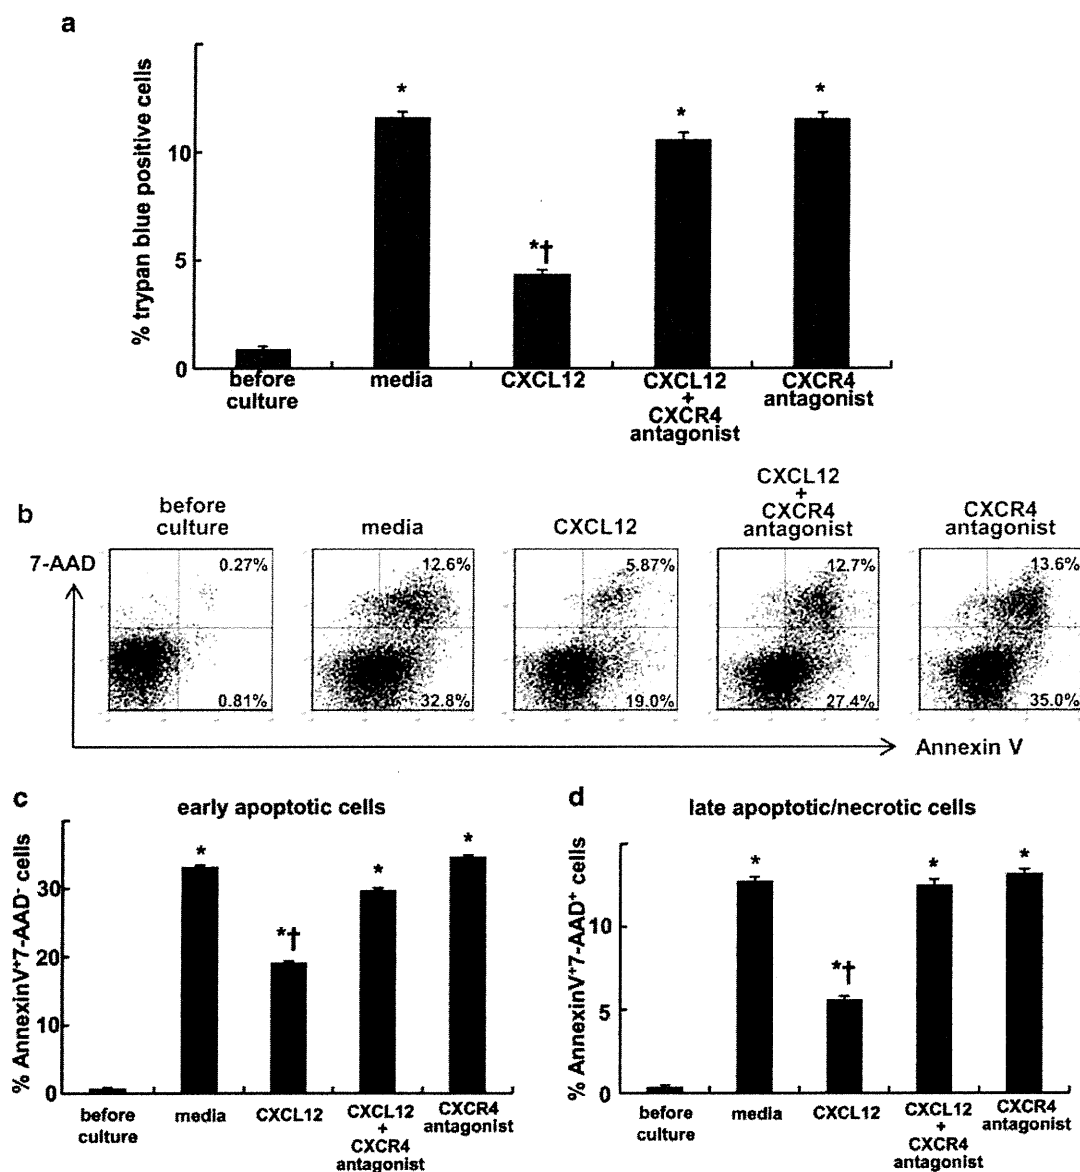 a
% trypan blue positive cells
10
5
0
*
*†
*
*
before
culture
media
CXCL12
CXCL12
+
CXCR4
antagonist
CXCR4
antagonist
b
7-AAD
before
culture
media
CXCL12
CXCL12
+
CXCR4
antagonist
CXCR4
antagonist
0.27%
12.6%
5.87%
12.7%
13.6%
0.81%
32.8%
19.0%
27.4%
35.0%
Annexin V
c
early apoptotic cells
% AnnexinV⁺7-AAD⁻ cells
30
20
10
0
*
*†
*
*
before
culture
media
CXCL12
CXCL12
+
CXCR4
antagonist
CXCR4
antagonist
d
late apoptotic/necrotic cells
% AnnexinV⁺7-AAD⁺ cells
10
5
0
*
*†
*
*
before
culture
media
CXCL12
CXCL12
+
CXCR4
antagonist
CXCR4
antagonist